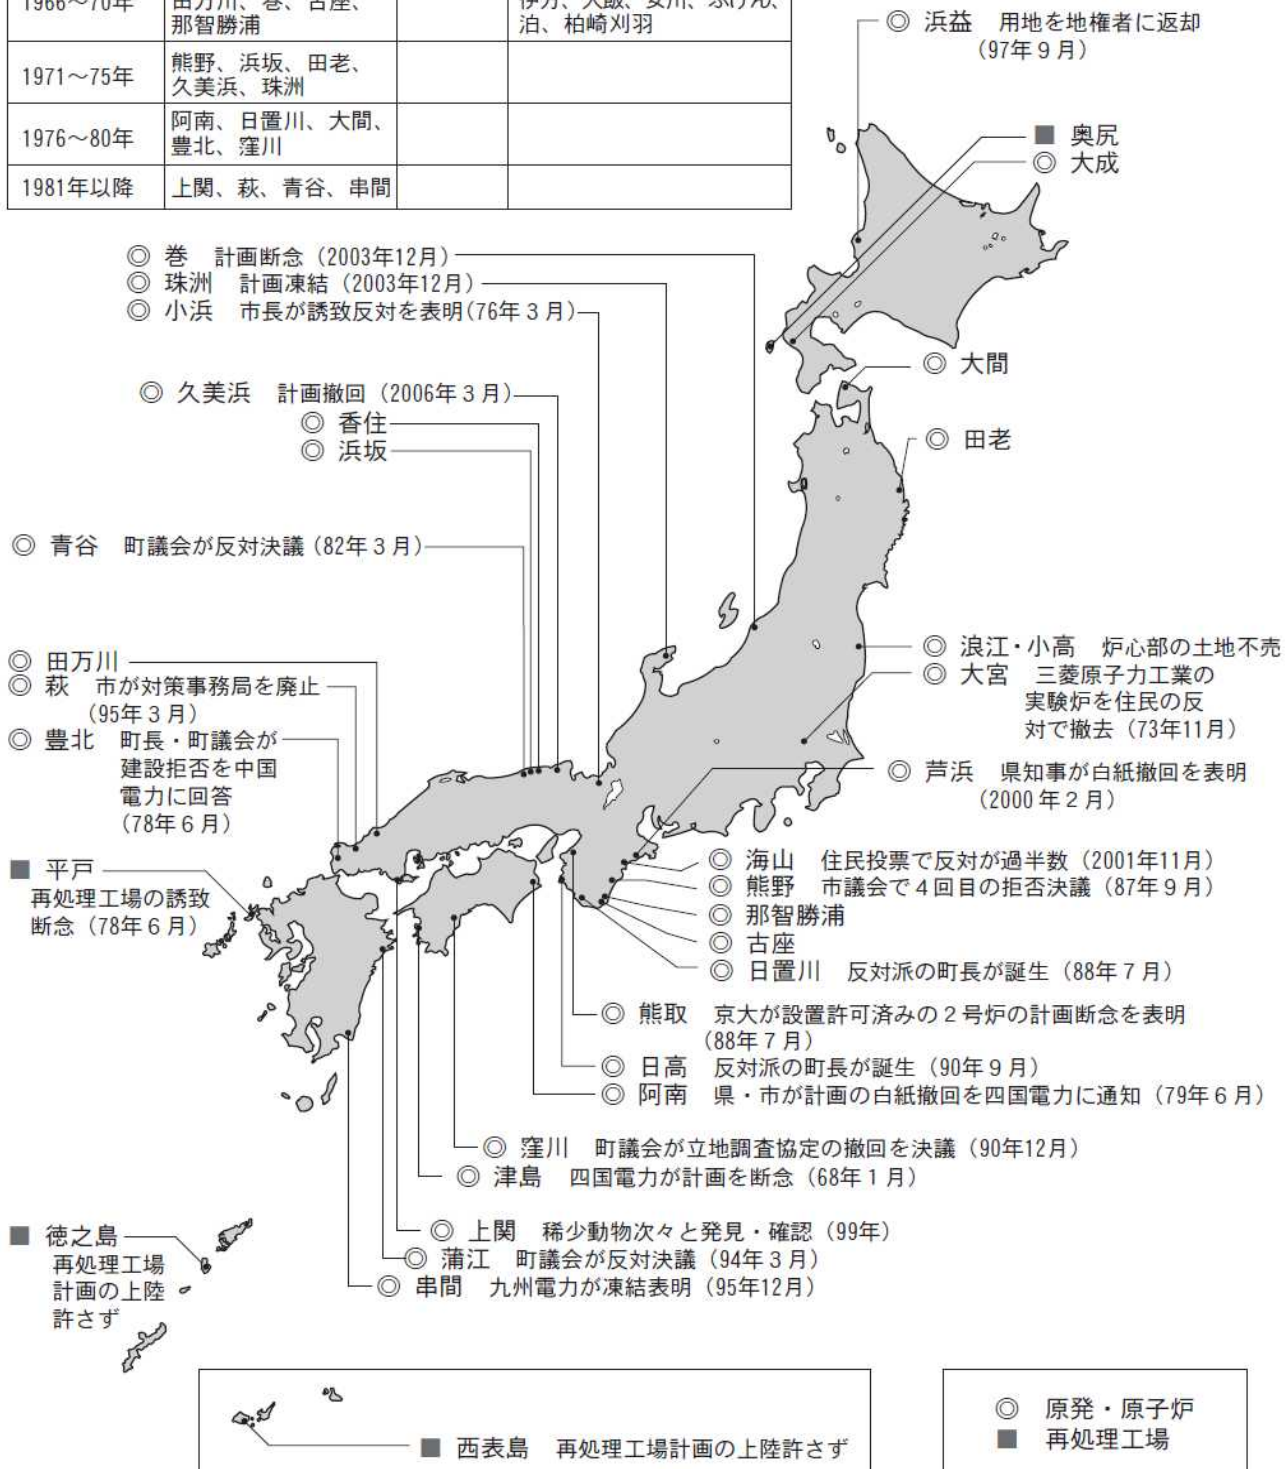 1966～70年
田万川、巻、古座、
那智勝浦
伊方、大飯、女川、ふげん、
泊、柏崎刈羽
1971～75年
熊野、浜坂、田老、
久美浜、珠洲
1976～80年
阿南、日置川、大間、
豊北、窪川
1981年以降
上関、萩、青谷、串間
◎ 浜益 用地を地権者に返却
(97年9月)
■ 奥尻
◎ 大成
◎ 巻 計画断念(2003年12月)
◎ 珠洲 計画凍結(2003年12月)
◎ 小浜 市長が誘致反対を表明(76年3月)
◎ 大間
◎ 久美浜 計画撤回(2006年3月)
◎ 香住
◎ 浜坂
◎ 田老
◎ 青谷 町議会が反対決議(82年3月)
◎ 浪江・小高 炉心部の土地不売
◎ 大宮 三菱原子力工業の
実験炉を住民の反
対で撤去(73年11月)
◎ 田万川
◎ 萩 市が対策事務局を廃止
(95年3月)
◎ 豊北 町長・町議会が
建設拒否を中国
電力に回答
(78年6月)
◎ 芦浜 県知事が白紙撤回を表明
(2000年2月)
■ 平戸
再処理工場の誘致
断念(78年6月)
◎ 海山 住民投票で反対が過半数(2001年11月)
◎ 熊野 市議会で4回目の拒否決議(87年9月)
◎ 那智勝浦
◎ 古座
◎ 日置川 反対派の町長が誕生(88年7月)
◎ 熊取 京大が設置許可済みの2号炉の計画断念を表明
(88年7月)
◎ 日高 反対派の町長が誕生(90年9月)
◎ 阿南 県・市が計画の白紙撤回を四国電力に通知(79年6月)
◎ 窪川 町議会が立地調査協定の撤回を決議(90年12月)
◎ 津島 四国電力が計画を断念(68年1月)
◎ 上関 稀少動物次々と発見・確認(99年)
◎ 蒲江 町議会が反対決議(94年3月)
◎ 串間 九州電力が凍結表明(95年12月)
■ 徳之島
再処理工場
計画の上陸
許さず
■ 西表島 再処理工場計画の上陸許さず
◎ 原発・原子炉
■ 再処理工場